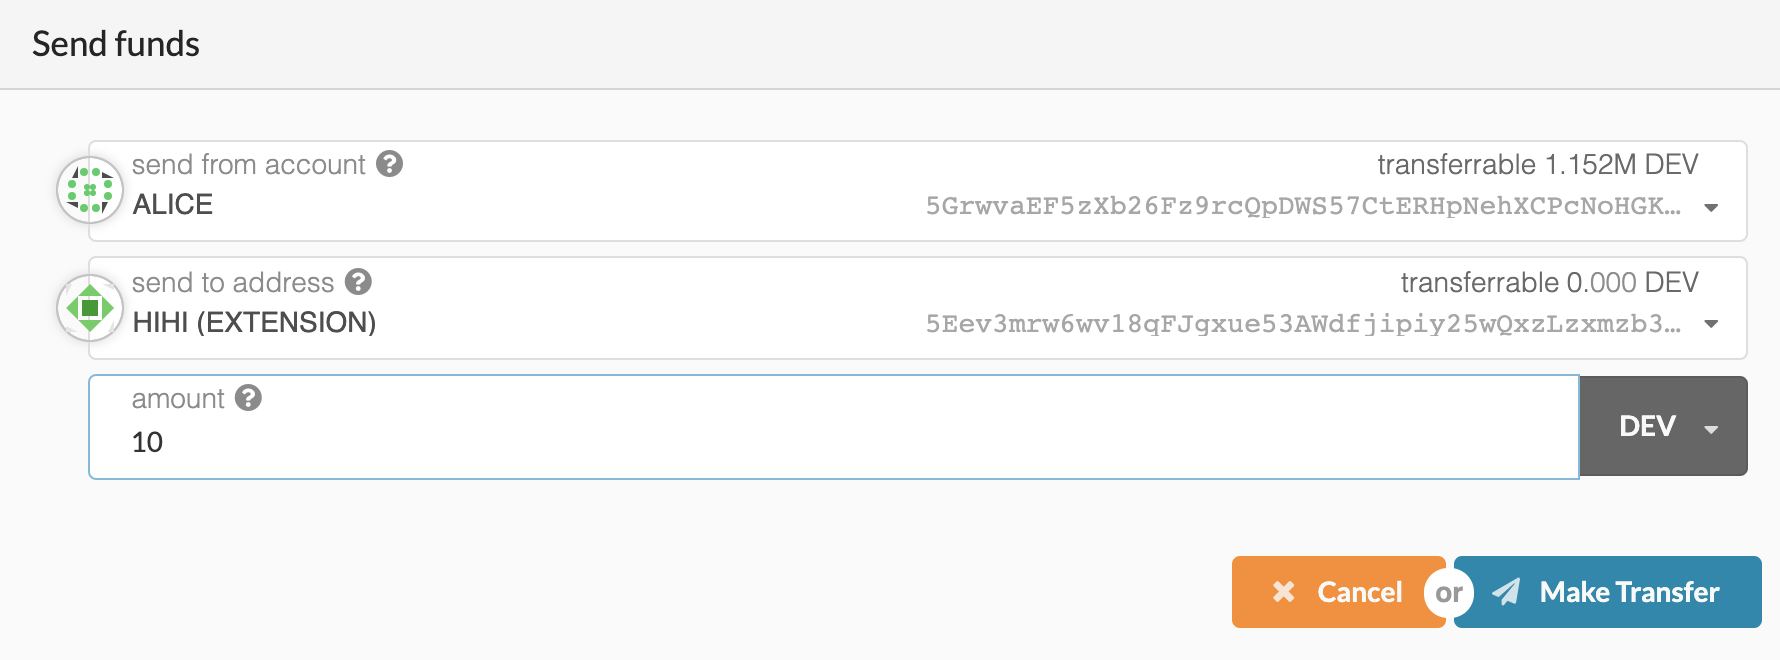 Send funds
send from account ?
transferrable 1.152M DEV
ALICE
5GrwvaEF5zXb26Fz9rcQpDWS57CtERHpNehXCPcNoHGK…
send to address ?
transferrable 0.000 DEV
HIHI (EXTENSION)
5Eev3mrw6wv18qFJgxue53AWdfjipiy25wQxzLzxmzb3…
amount ?
10
DEV
Cancel or Make Transfer